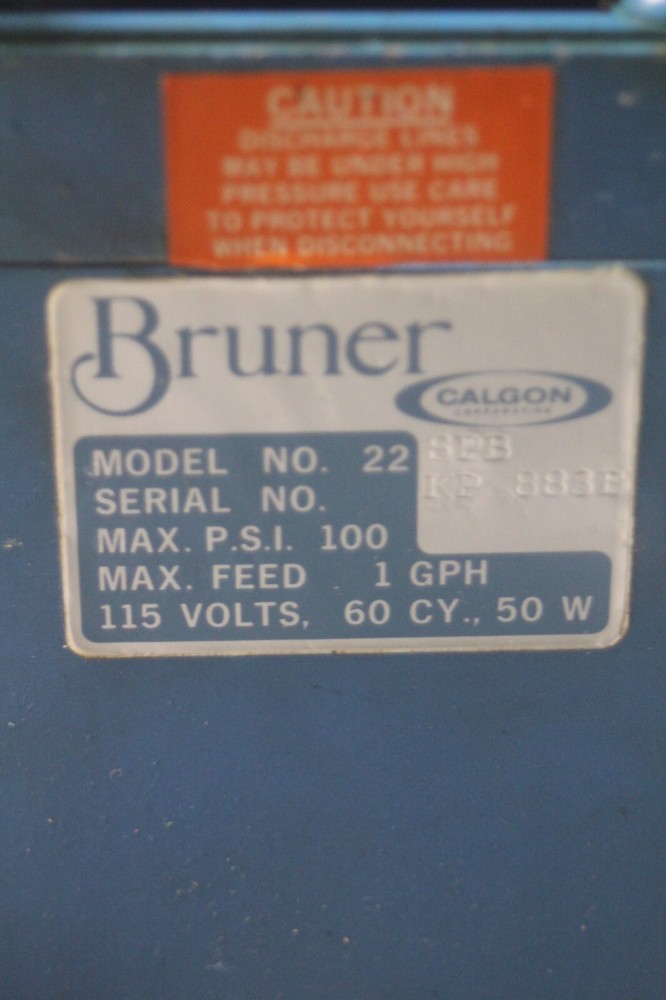 CAUTION
DISCHARGE LINES
MAY BE UNDER HIGH
PRESSURE USE CARE
TO PROTECT YOURSELF
WHEN DISCONNECTING
Bruner
CALGON
CORPORATION
MODEL NO. 22 SPB
SERIAL NO. KP 883B
MAX. P.S.I. 100
MAX. FEED . 1 GPH
115 VOLTS, 60 CY., 50 W